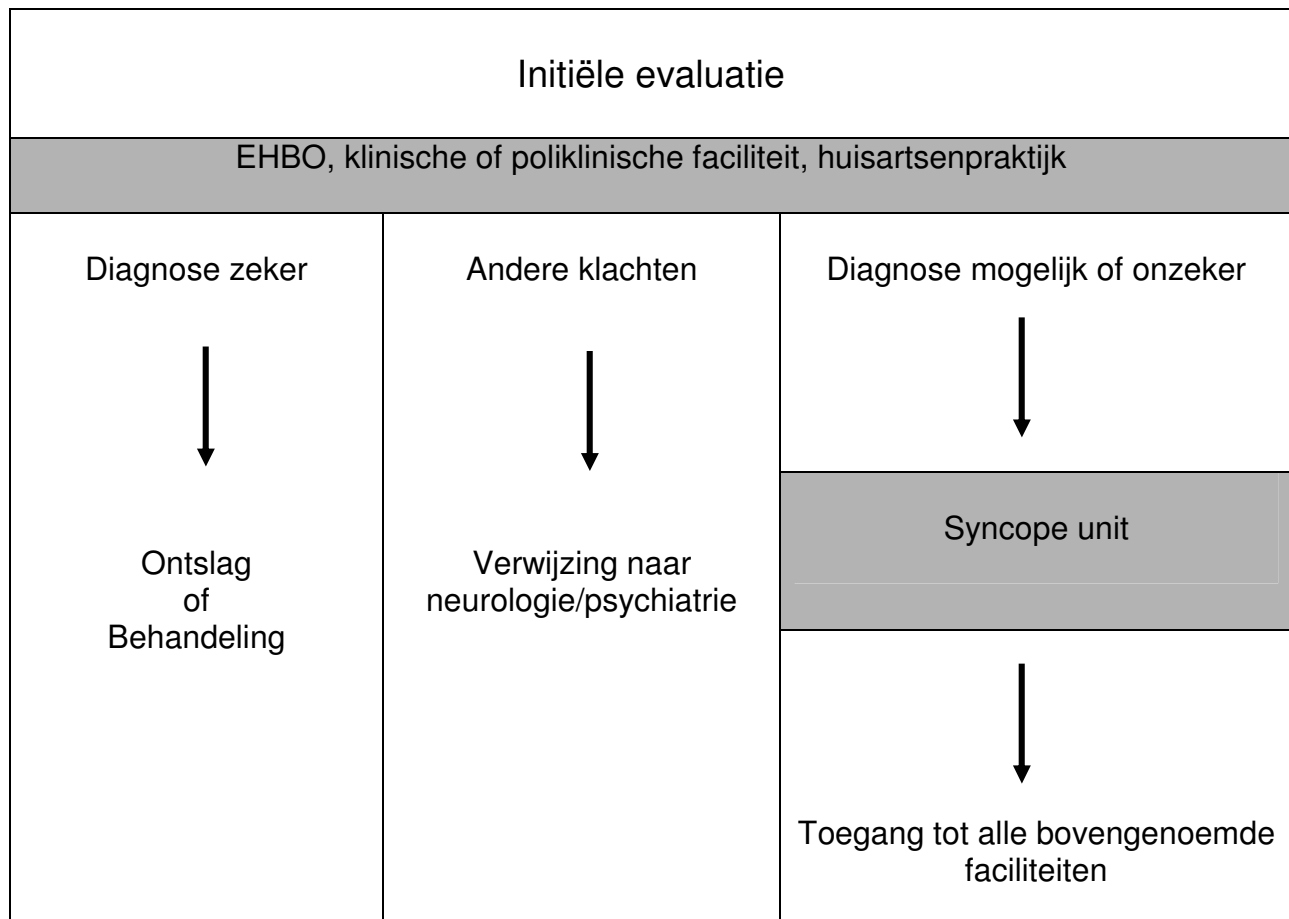 Initiële evaluatie
EHBO, klinische of poliklinische faciliteit, huisartsenpraktijk
Diagnose zeker
Ontslag
of
Behandeling
Andere klachten
Verwijzing naar
neurologie/psychiatrie
Diagnose mogelijk of onzeker
Syncope unit
Toegang tot alle bovengenoemde
faciliteiten